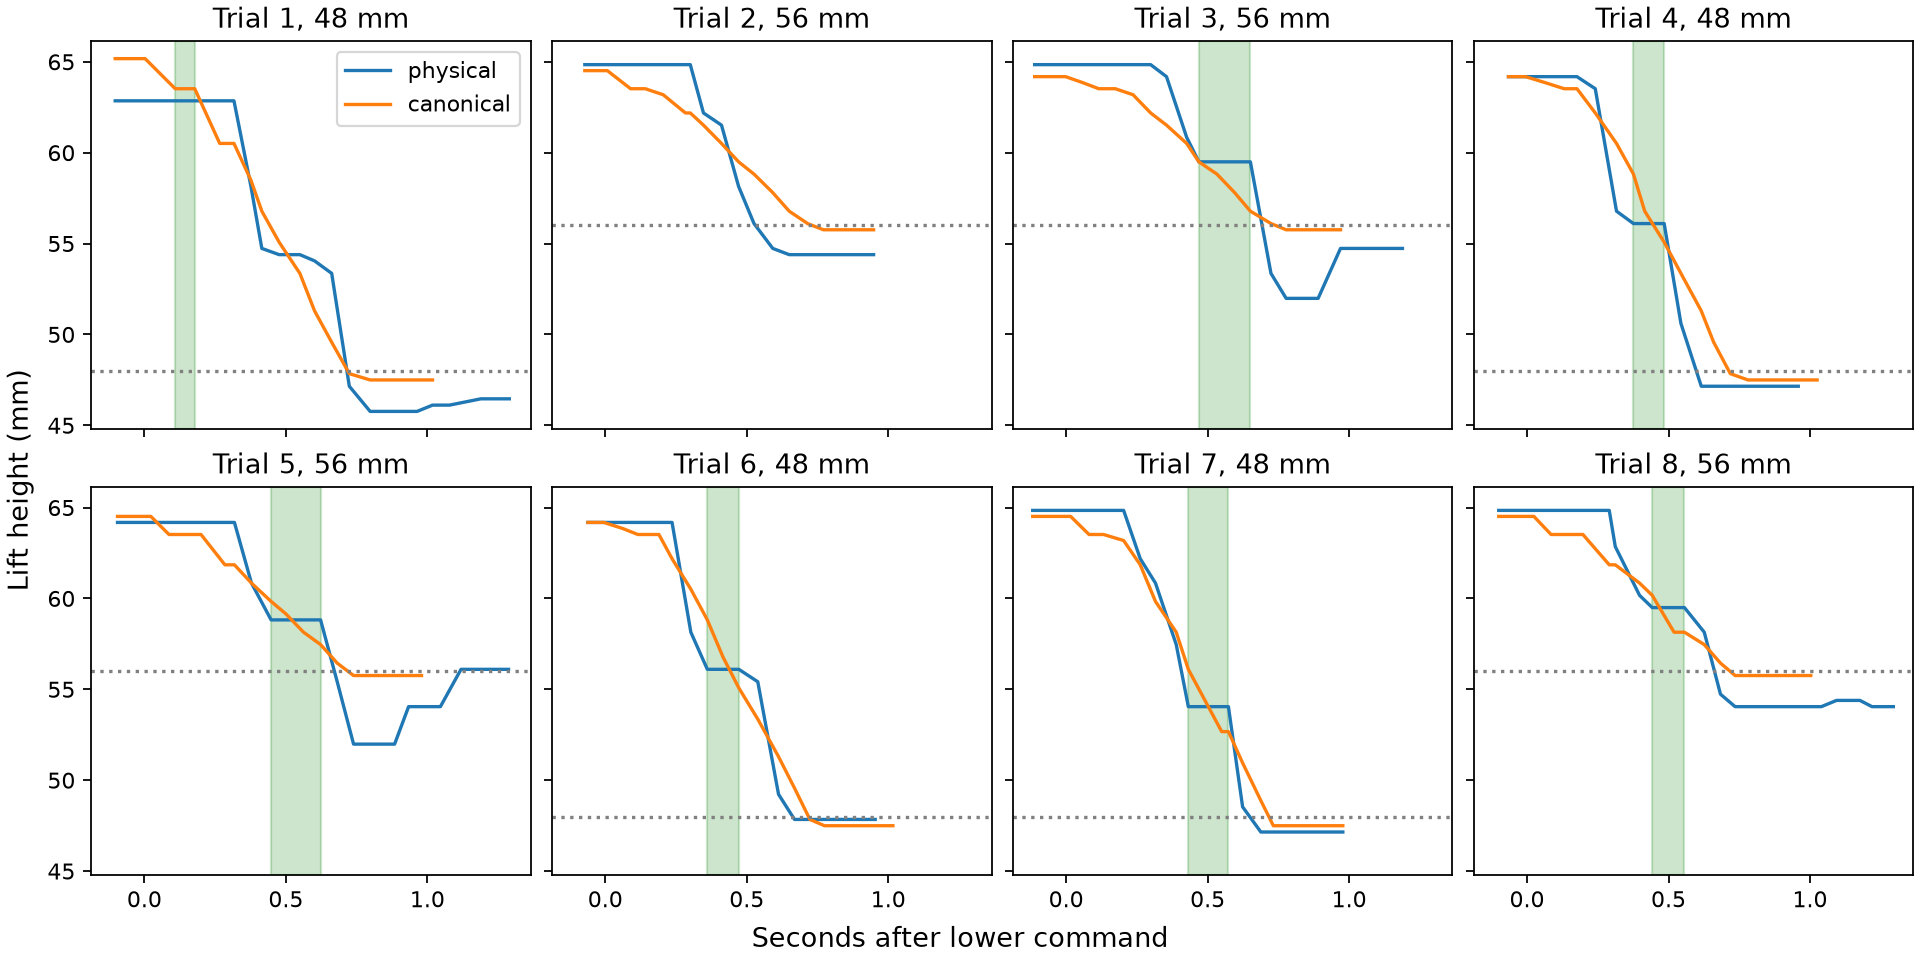 Trial 1, 48 mm
Trial 2, 56 mm
Trial 3, 56 mm
Trial 4, 48 mm
physical
canonical
65
60
55
50
45
Trial 5, 56 mm
Trial 6, 48 mm
Trial 7, 48 mm
Trial 8, 56 mm
Lift height (mm)
65
60
55
50
45
0.0 0.5 1.0
0.0 0.5 1.0
0.0 0.5 1.0
0.0 0.5 1.0
Seconds after lower command